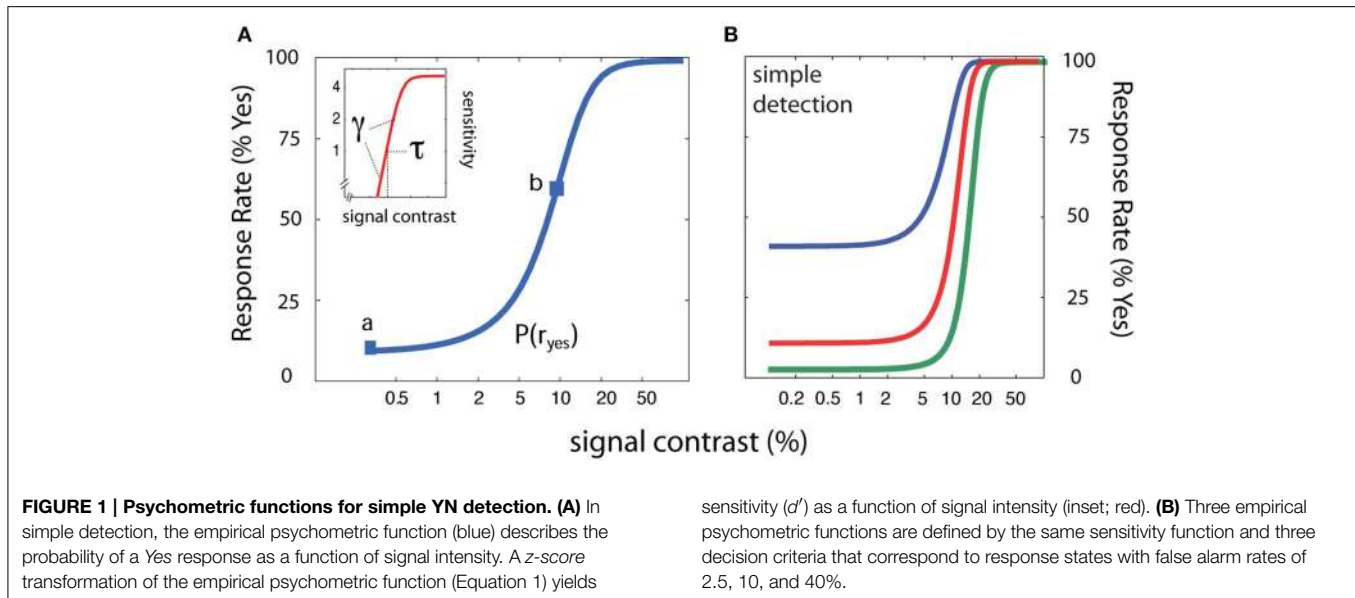 A
100
75
50
25
0
Response Rate (% Yes)
4
2
1
γ
τ
sensitivity
signal contrast
a
b
P(r_yes)
0.5 1 2 5 10 20 50
B
simple
detection
100
75
50
25
0
Response Rate (% Yes)
0.2 0.5 1 2 5 10 20 50
signal contrast (%)
FIGURE 1 | Psychometric functions for simple YN detection. (A) In
simple detection, the empirical psychometric function (blue) describes the
probability of a Yes response as a function of signal intensity. A z-score
transformation of the empirical psychometric function (Equation 1) yields
sensitivity (d′) as a function of signal intensity (inset; red). (B) Three empirical
psychometric functions are defined by the same sensitivity function and three
decision criteria that correspond to response states with false alarm rates of
2.5, 10, and 40%.